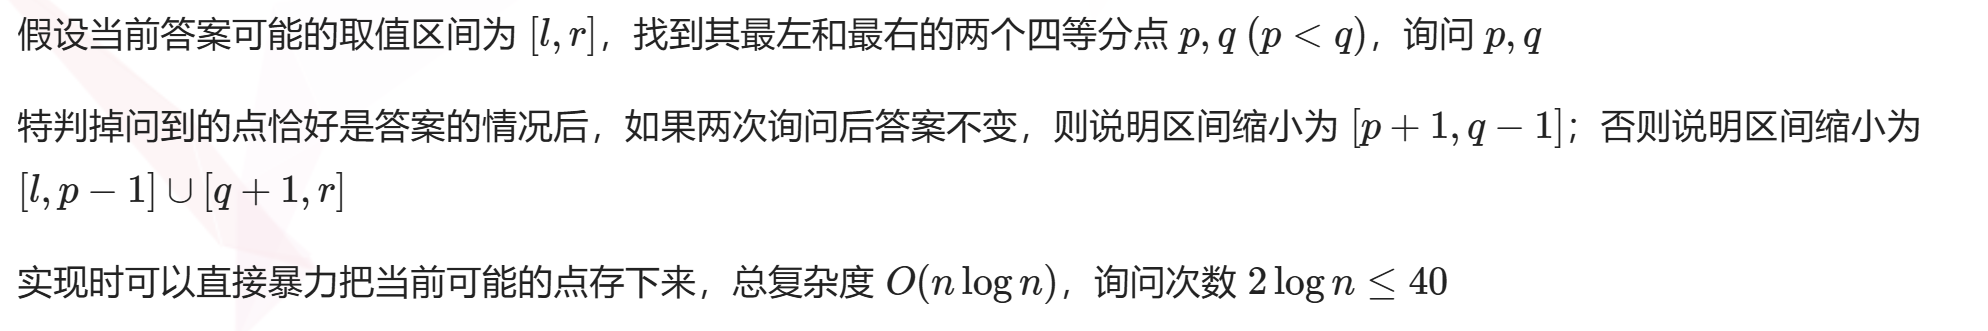 假设当前答案可能的取值区间为 [l, r]，找到其最左和最右的两个四等分点 p, q (p < q)，询问 p, q
特判掉问到的点恰好是答案的情况后，如果两次询问后答案不变，则说明区间缩小为 [p + 1, q − 1]；否则说明区间缩小为
[l, p − 1] ∪ [q + 1, r]
实现时可以直接暴力把当前可能的点存下来，总复杂度 O(n log n)，询问次数 2 log n ≤ 40